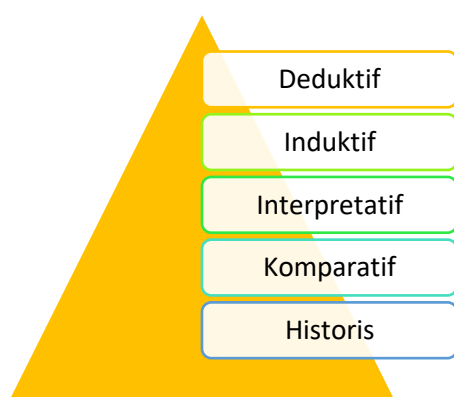 Deduktif
Induktif
Interpretatif
Komparatif
Historis